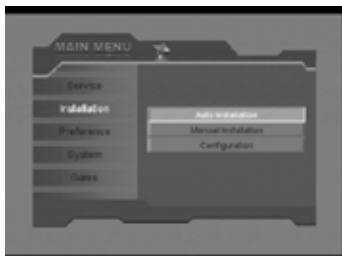 MAIN MENU
Service
Installation
Preference
System
Game
Auto Installation
Manual Installation
Configuration